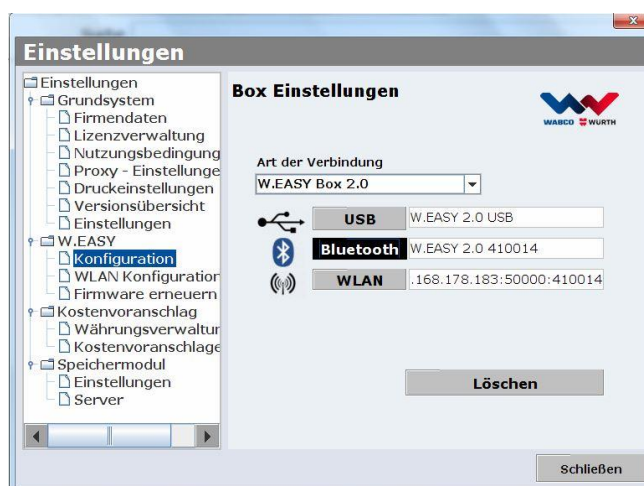 Einstellungen
Einstellungen
Grundsystem
Firmendaten
Lizenzverwaltung
Nutzungsbedingung
Proxy - Einstellunge
Druckeinstellungen
Versionsübersicht
Einstellungen
W.EASY
Konfiguration
WLAN Konfiguration
Firmware erneuern
Kostenvoranschlag
Währungsverwaltur
Kostenvoranschlage
Speichermodul
Einstellungen
Server
Box Einstellungen
WABCO WURTH
Art der Verbindung
W.EASY Box 2.0
USB W.EASY 2.0 USB
Bluetooth W.EASY 2.0 410014
WLAN .168.178.183:50000:410014
Löschen
Schließen